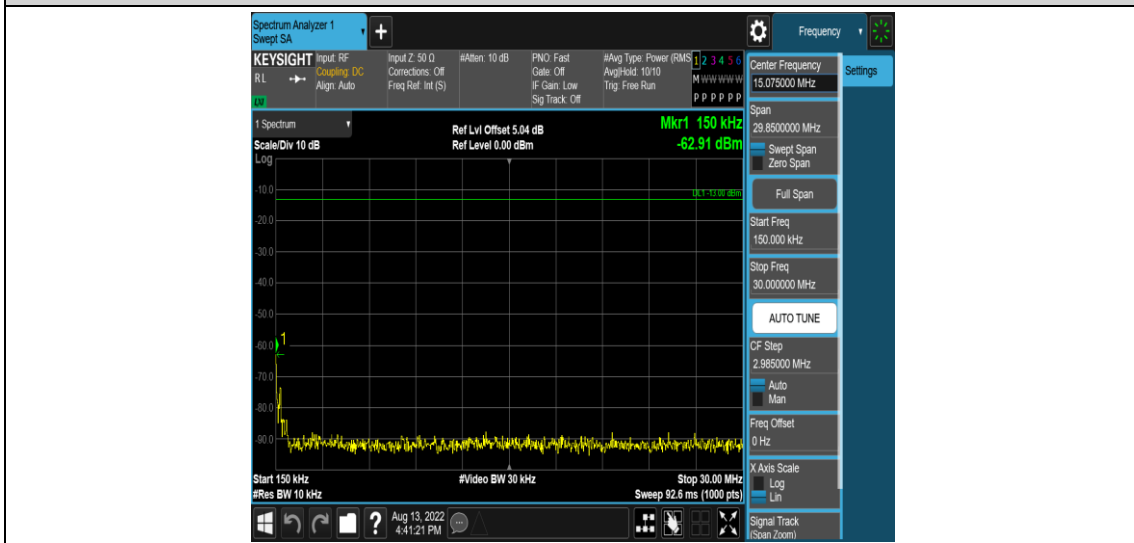 Spectrum Analyzer 1
Swept SA
+
Frequency
KEYSIGHT
RL
LXI
Input: RF
Coupling: DC
Align: Auto
Input Z: 50 Ω
Corrections: Off
Freq Ref: Int (S)
#Atten: 10 dB
PNO: Fast
Gate: Off
IF Gain: Low
Sig Track: Off
#Avg Type: Power (RMS
Avg|Hold: 10/10
Trig: Free Run
1 2 3 4 5 6
M W W W W W
P P P P P P
1 Spectrum
Scale/Div 10 dB
Log
Ref Lvl Offset 5.04 dB
Ref Level 0.00 dBm
Mkr1 150 kHz
-62.91 dBm
DL1 -13.00 dBm
-10.0
-20.0
-30.0
-40.0
-50.0
-60.0
-70.0
-80.0
-90.0
1
Start 150 kHz
#Res BW 10 kHz
#Video BW 30 kHz
Stop 30.00 MHz
Sweep 92.6 ms (1000 pts)
Center Frequency
15.075000 MHz
Settings
Span
29.8500000 MHz
Swept Span
Zero Span
Full Span
Start Freq
150.000 kHz
Stop Freq
30.000000 MHz
AUTO TUNE
CF Step
2.985000 MHz
Auto
Man
Freq Offset
0 Hz
X Axis Scale
Log
Lin
Signal Track
(Span Zoom)
?
Aug 13, 2022
4:41:21 PM